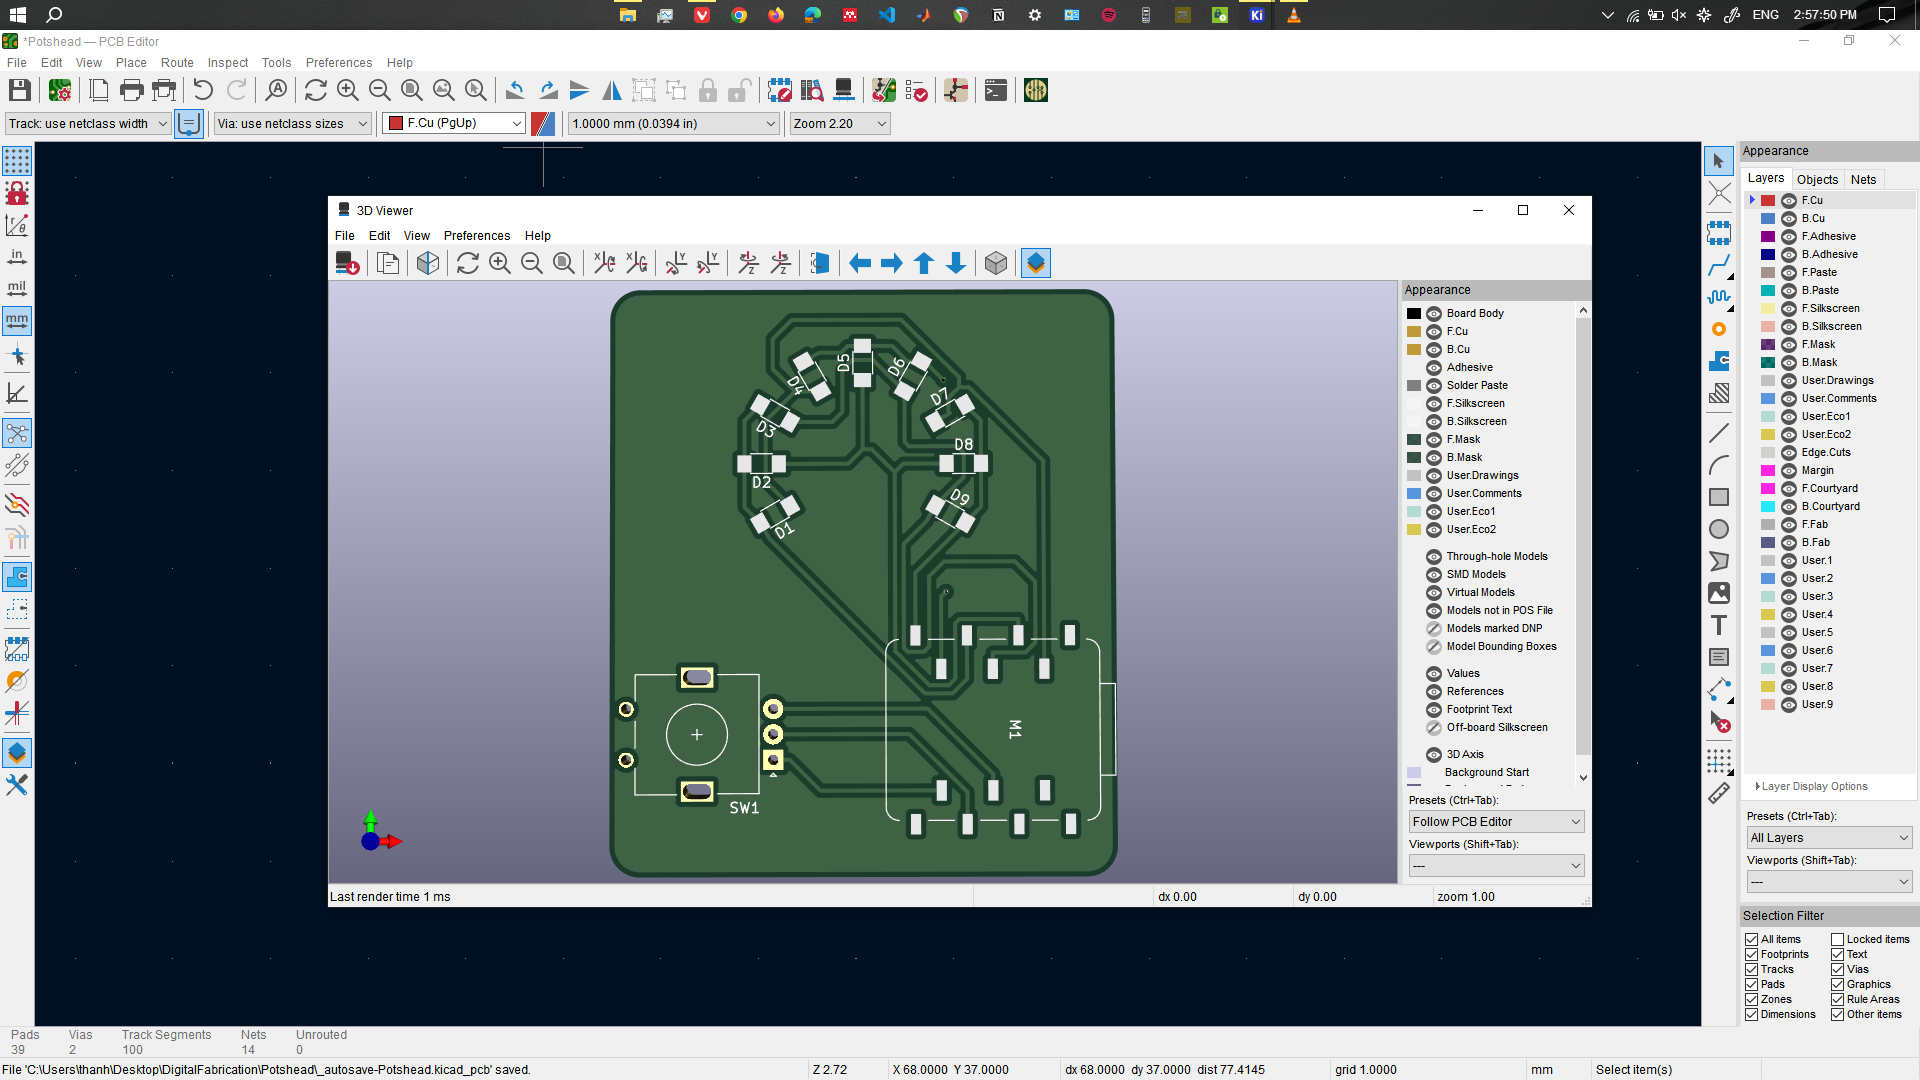 ENG
2:57:50 PM
*Potshead — PCB Editor
File Edit View Place Route Inspect Tools Preferences Help
Track: use netclass width
Via: use netclass sizes
F.Cu (PgUp)
1.0000 mm (0.0394 in)
Zoom 2.20
in
mil
mm
3D Viewer
File Edit View Preferences Help
D1
D2
D3
D4
D5
D6
D7
D8
D9
M1
SW1
Appearance
Board Body
F.Cu
B.Cu
Adhesive
Solder Paste
F.Silkscreen
B.Silkscreen
F.Mask
B.Mask
User.Drawings
User.Comments
User.Eco1
User.Eco2
Through-hole Models
SMD Models
Virtual Models
Models not in POS File
Models marked DNP
Model Bounding Boxes
Values
References
Footprint Text
Off-board Silkscreen
3D Axis
Background Start
Presets (Ctrl+Tab):
Follow PCB Editor
Viewports (Shift+Tab):
---
Last render time 1 ms
dx 0.00
dy 0.00
zoom 1.00
Appearance
Layers Objects Nets
F.Cu
B.Cu
F.Adhesive
B.Adhesive
F.Paste
B.Paste
F.Silkscreen
B.Silkscreen
F.Mask
B.Mask
User.Drawings
User.Comments
User.Eco1
User.Eco2
Edge.Cuts
Margin
F.Courtyard
B.Courtyard
F.Fab
B.Fab
User.1
User.2
User.3
User.4
User.5
User.6
User.7
User.8
User.9
Layer Display Options
Presets (Ctrl+Tab):
All Layers
Viewports (Shift+Tab):
---
Selection Filter
All items Locked items
Footprints Text
Tracks Vias
Pads Graphics
Zones Rule Areas
Dimensions Other items
Pads Vias Track Segments Nets Unrouted
39 2 100 14 0
File 'C:\Users\thanh\Desktop\DigitalFabrication\Potshead\_autosave-Potshead.kicad_pcb' saved.
Z 2.72
X 68.0000 Y 37.0000
dx 68.0000 dy 37.0000 dist 77.4145
grid 1.0000
mm
Select item(s)